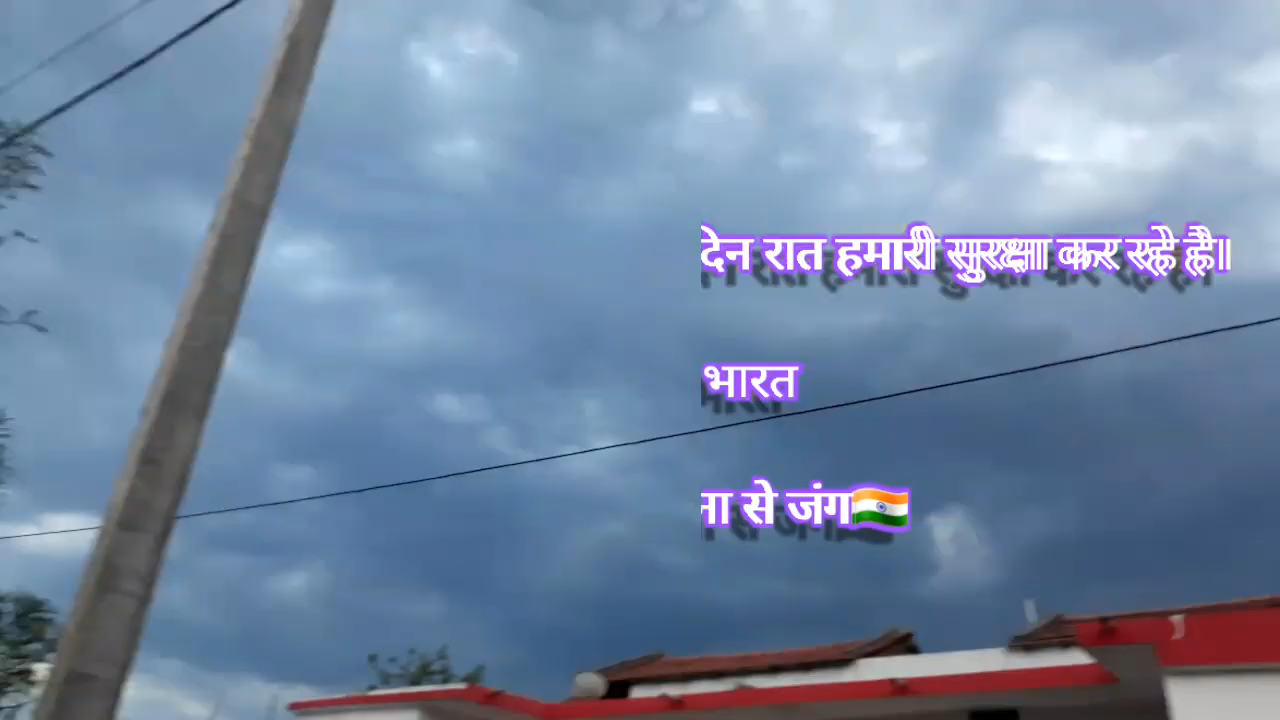 देन रात हमारी सुरक्षा कर रहे है।
भारत
ना से जंग🇮🇳